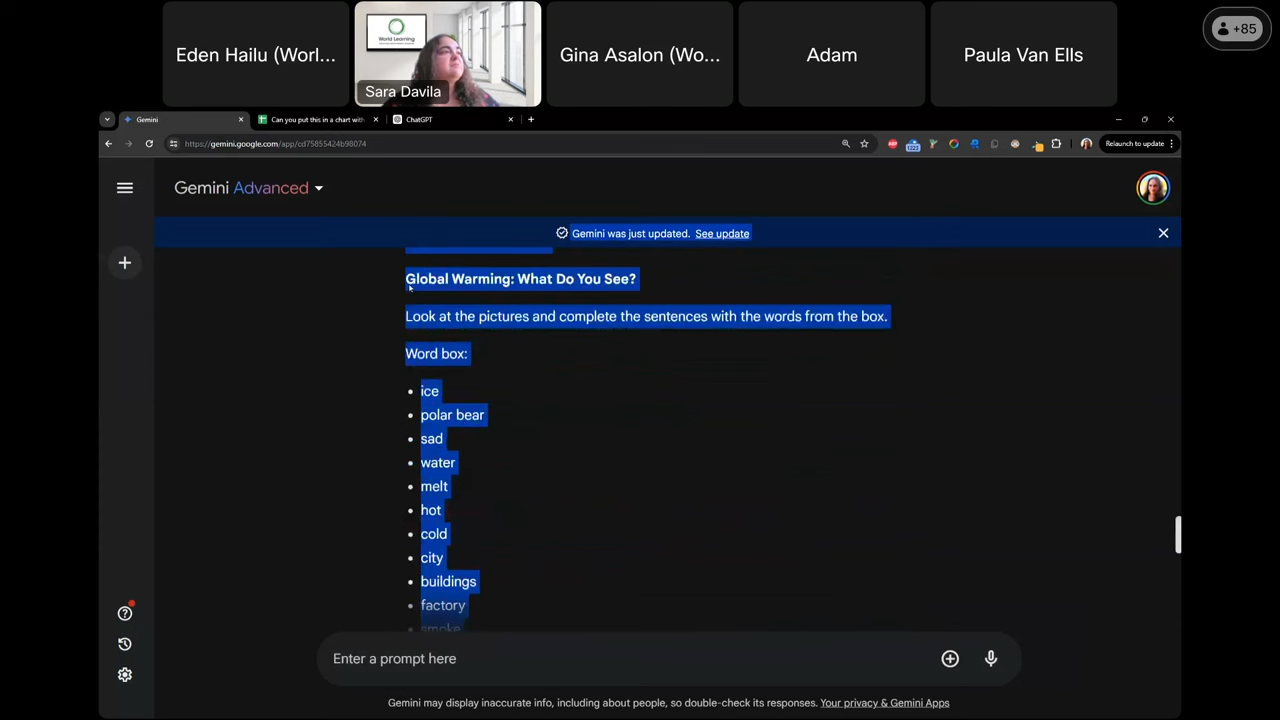 Eden Hailu (Worl...
World Learning
Sara Davila
Gina Asalon (Wo...
Adam
Paula Van Ells
+85
Gemini
Can you put this in a chart with
ChatGPT
https://gemini.google.com/app/cd75855424b98074
Relaunch to update
Gemini Advanced
Gemini was just updated. See update
Global Warming: What Do You See?
Look at the pictures and complete the sentences with the words from the box.
Word box:
• ice
• polar bear
• sad
• water
• melt
• hot
• cold
• city
• buildings
• factory
• smoke
Enter a prompt here
Gemini may display inaccurate info, including about people, so double-check its responses. Your privacy & Gemini Apps